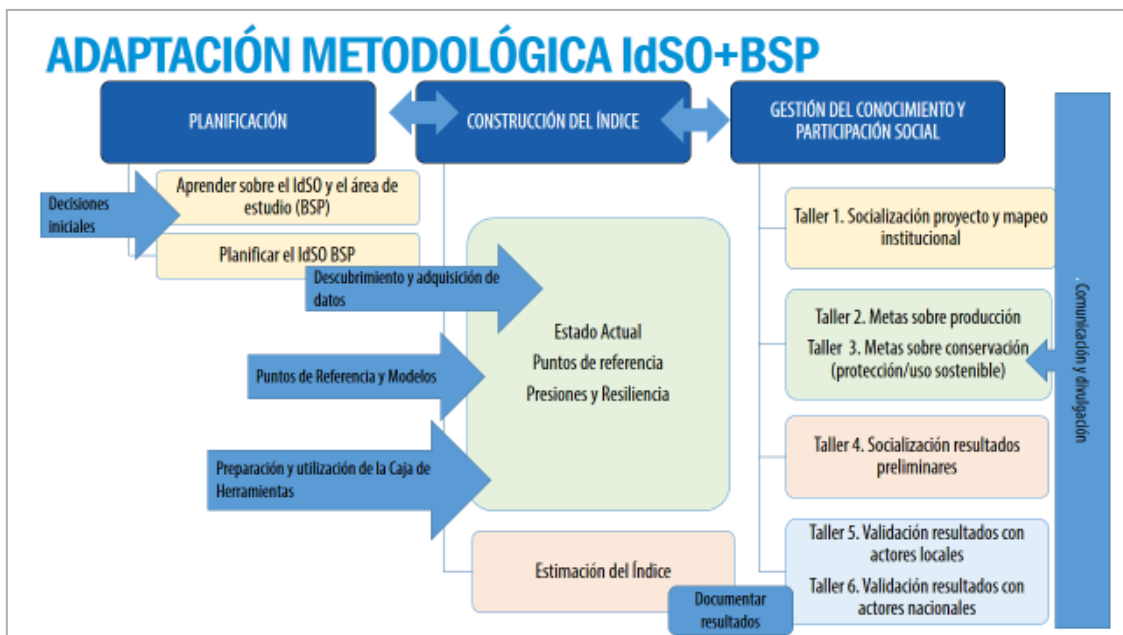 ADAPTACIÓN METODOLÓGICA IdSO+BSP
PLANIFICACIÓN
CONSTRUCCIÓN DEL ÍNDICE
GESTIÓN DEL CONOCIMIENTO Y
PARTICIPACIÓN SOCIAL
Decisiones
iniciales
Aprender sobre el IdSO y el área de
estudio (BSP)
Planificar el IdSO BSP
Descubrimiento y adquisición de
datos
Puntos de Referencia y Modelos
Preparación y utilización de la Caja de
Herramientas
Estado Actual
Puntos de referencia
Presiones y Resiliencia
Estimación del Índice
Documentar
resultados
Taller 1. Socialización proyecto y mapeo
institucional
Taller 2. Metas sobre producción
Taller 3. Metas sobre conservación
(protección/uso sostenible)
Taller 4. Socialización resultados
preliminares
Taller 5. Validación resultados con
actores locales
Taller 6. Validación resultados con
actores nacionales
. Comunicación y divulgación